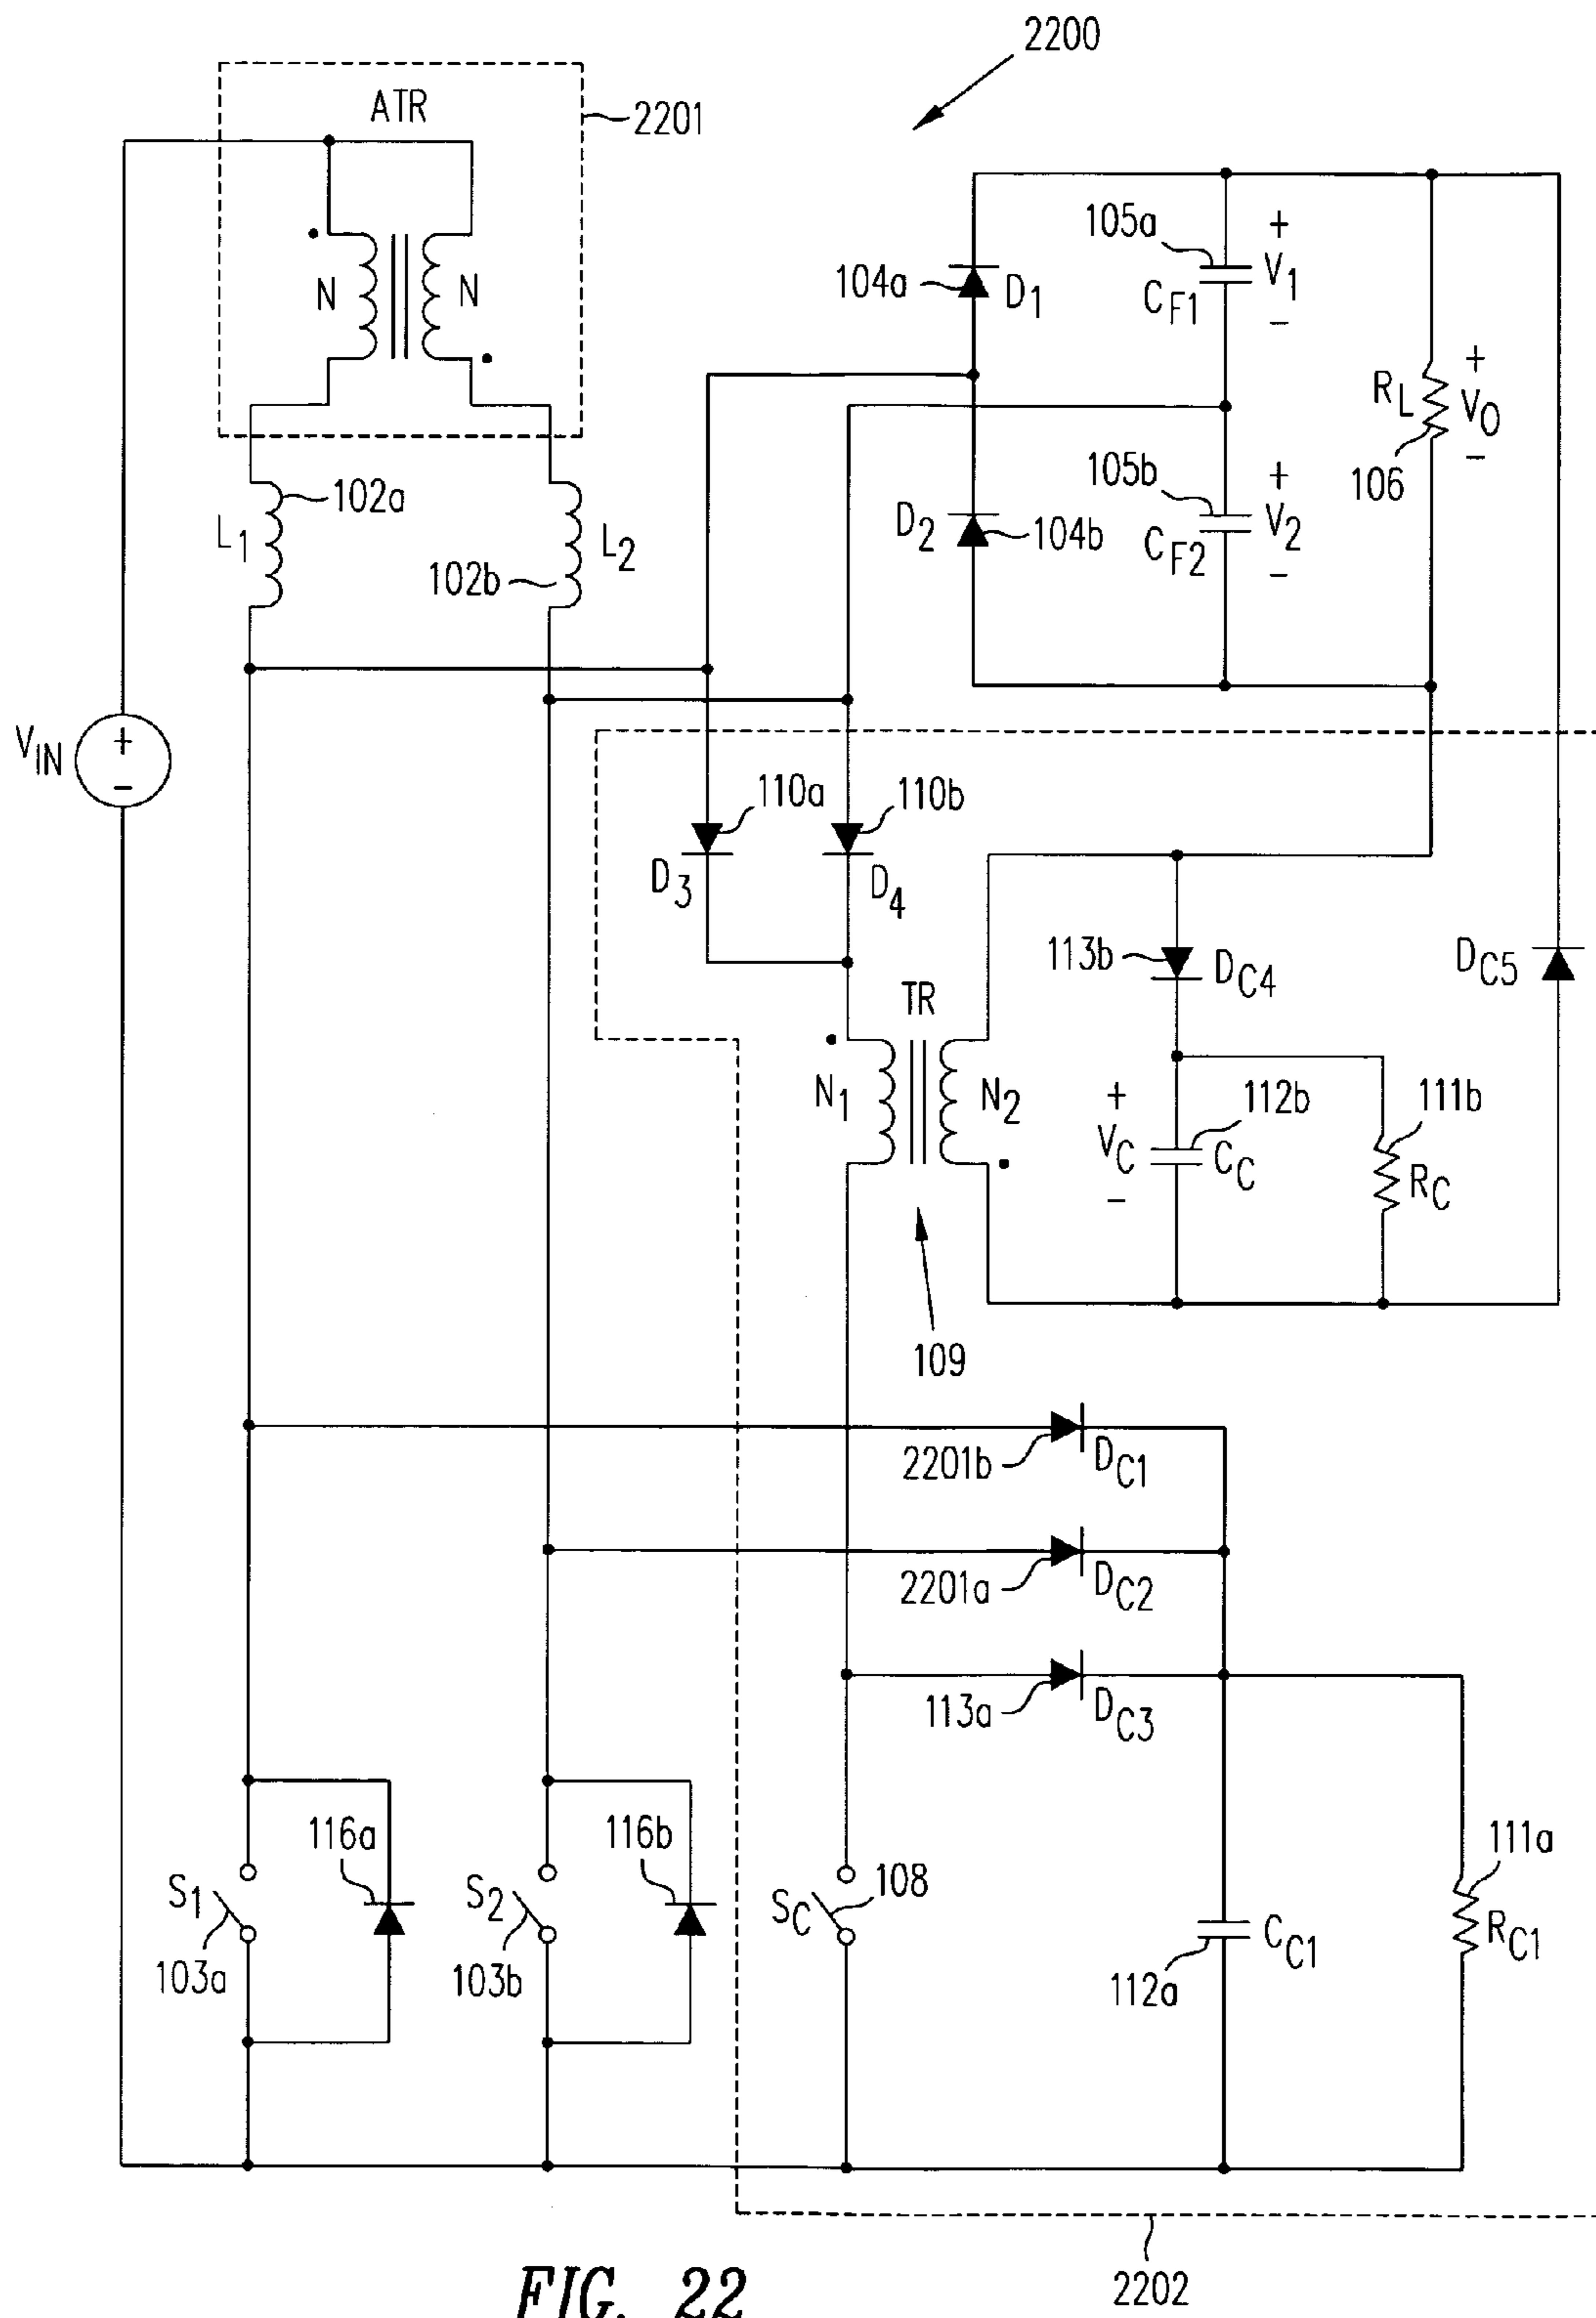 2200
ATR
2201
N
N
105a
+
V1
-
104a
D1
CF1
RL
+
VO
-
106
L1
102a
102b
L2
D2
104b
105b
CF2
+
V2
-
VIN
+
-
110a
110b
D3
D4
113b
DC4
DC5
TR
N1
N2
+
VC
-
112b
CC
111b
RC
109
2201b
DC1
2201a
DC2
113a
DC3
116a
S1
103a
116b
S2
103b
SC
108
111a
RC1
CC1
112a
2202
FIG. 22